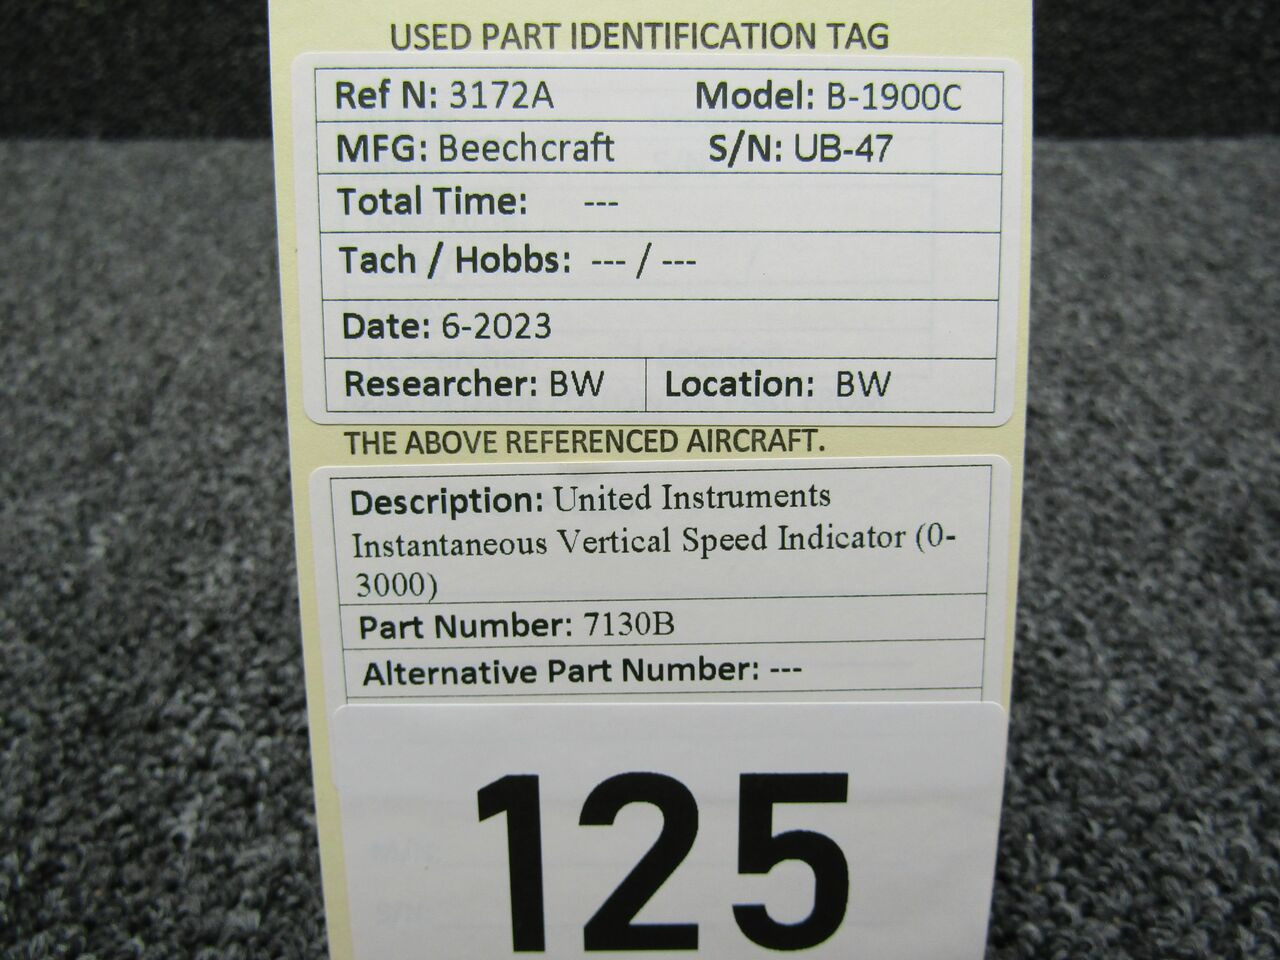 USED PART IDENTIFICATION TAG
Ref N: 3172A Model: B-1900C
MFG: Beechcraft S/N: UB-47
Total Time: ---
Tach / Hobbs: --- / ---
Date: 6-2023
Researcher: BW Location: BW
THE ABOVE REFERENCED AIRCRAFT.
Description: United Instruments
Instantaneous Vertical Speed Indicator (0-
3000)
Part Number: 7130B
Alternative Part Number: ---
125